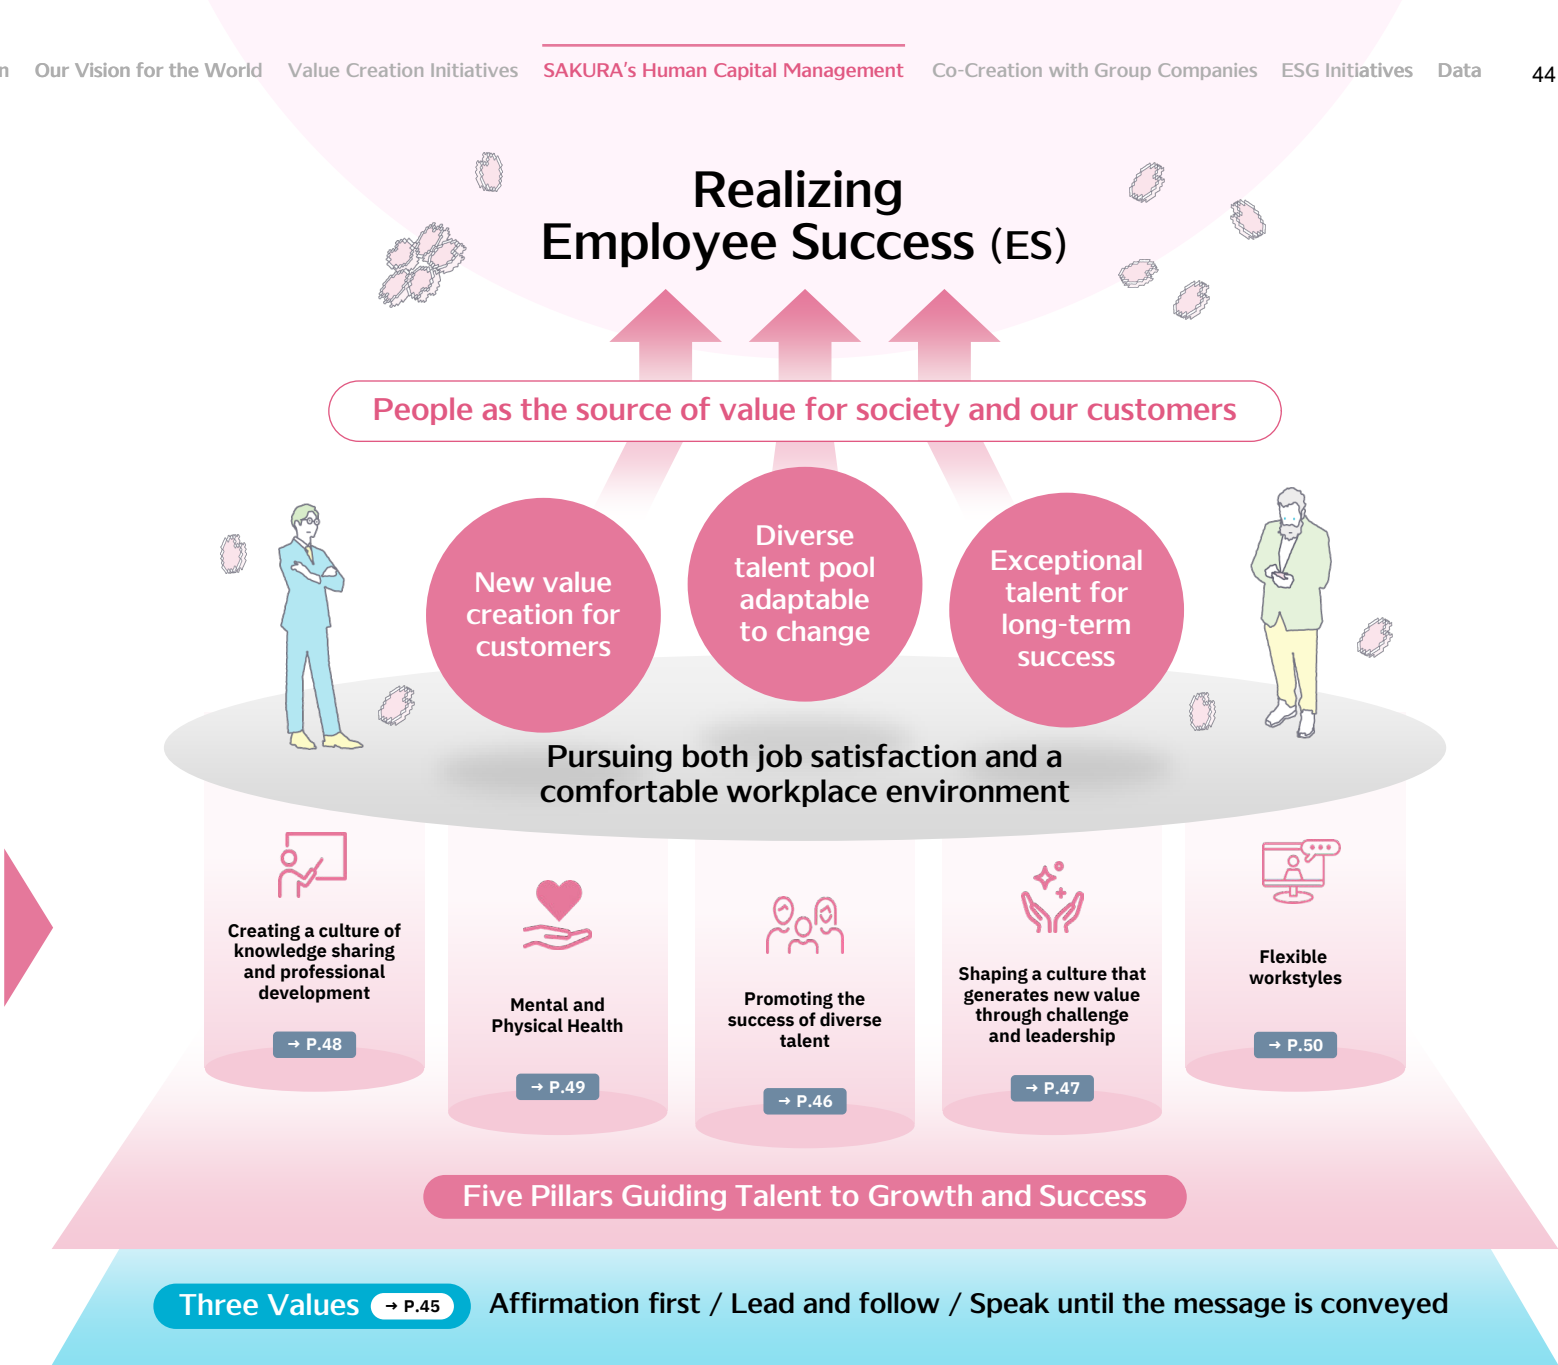 n Our Vision for the World Value Creation Initiatives SAKURA's Human Capital Management Co-Creation with Group Companies ESG Initiatives Data 44
Realizing
Employee Success (ES)
People as the source of value for society and our customers
New value
creation for
customers
Diverse
talent pool
adaptable
to change
Exceptional
talent for
long-term
success
Pursuing both job satisfaction and a
comfortable workplace environment
Creating a culture of
knowledge sharing
and professional
development
→ P.48
Mental and
Physical Health
→ P.49
Promoting the
success of diverse
talent
→ P.46
Shaping a culture that
generates new value
through challenge
and leadership
→ P.47
Flexible
workstyles
→ P.50
Five Pillars Guiding Talent to Growth and Success
Three Values → P.45 Affirmation first / Lead and follow / Speak until the message is conveyed